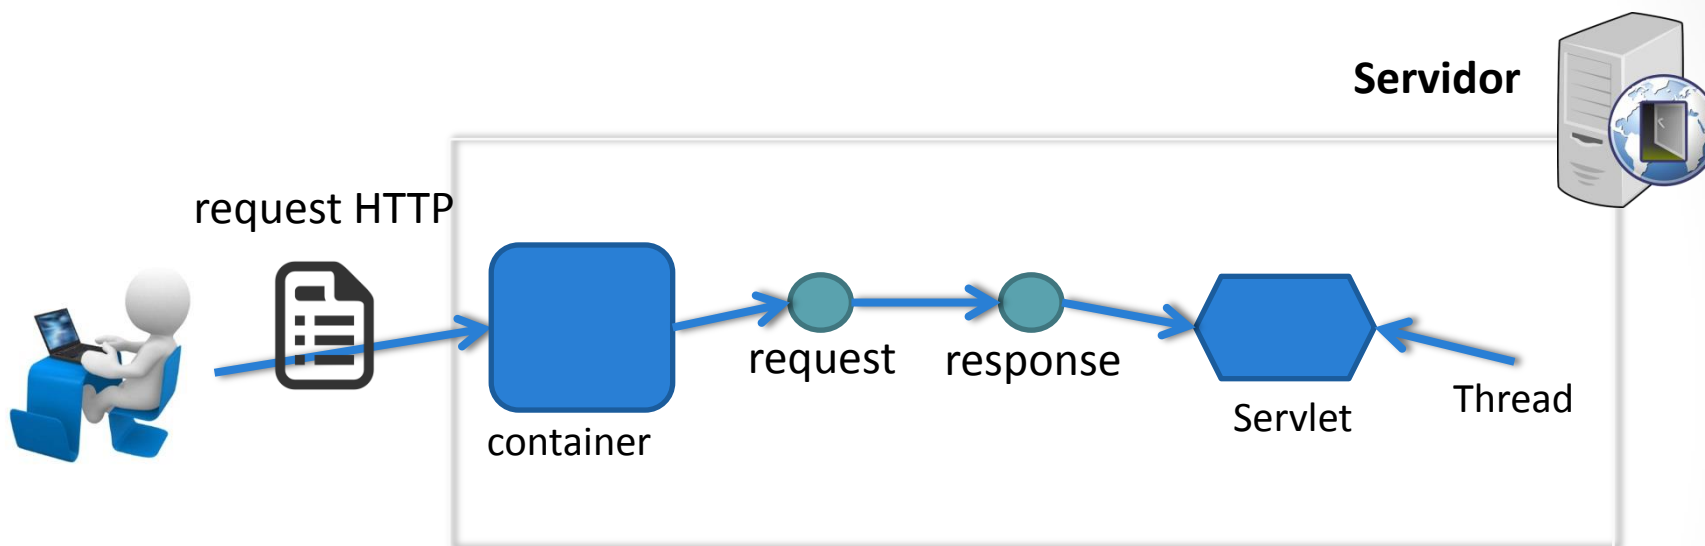 Servidor
request HTTP
request
response
container
Servlet
Thread